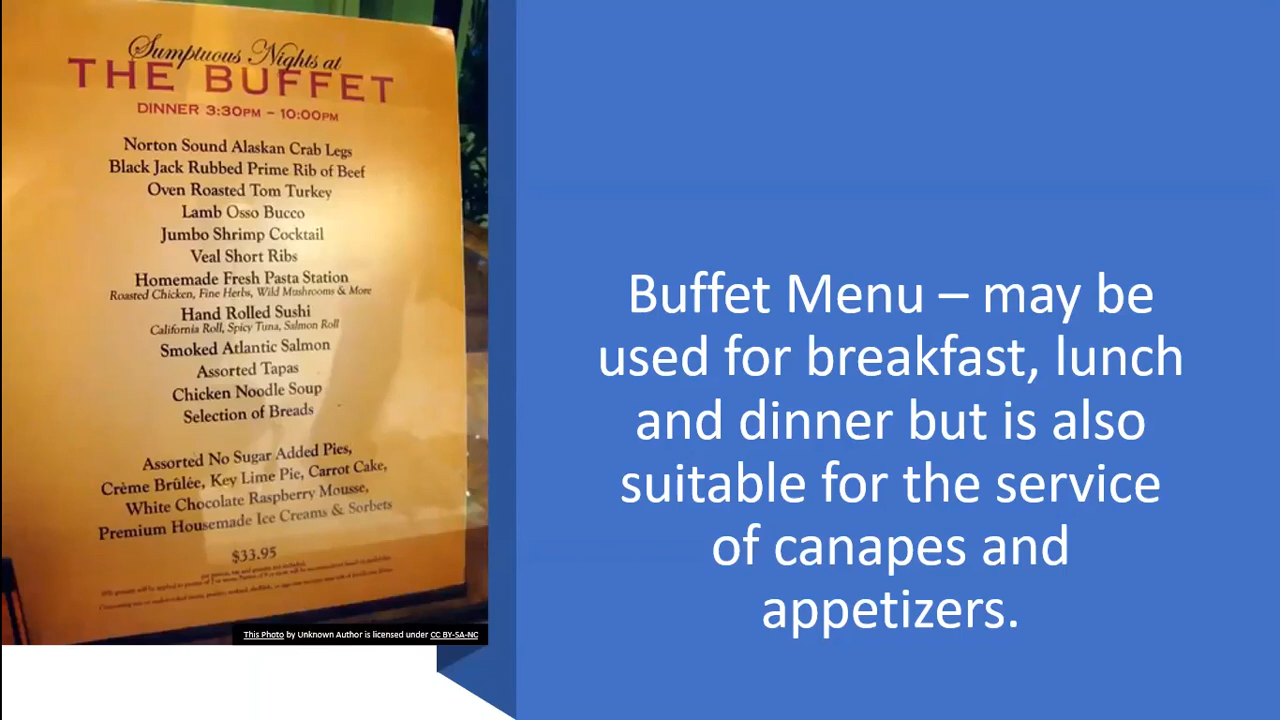 Sumptuous Nights at
THE BUFFET
DINNER 3:30PM – 10:00PM
Norton Sound Alaskan Crab Legs
Black Jack Rubbed Prime Rib of Beef
Oven Roasted Tom Turkey
Lamb Osso Bucco
Jumbo Shrimp Cocktail
Veal Short Ribs
Homemade Fresh Pasta Station
Roasted Chicken, Fine Herbs, Wild Mushrooms & More
Hand Rolled Sushi
California Roll, Spicy Tuna, Salmon Roll
Smoked Atlantic Salmon
Assorted Tapas
Chicken Noodle Soup
Selection of Breads
Assorted No Sugar Added Pies,
Crème Brûlée, Key Lime Pie, Carrot Cake,
White Chocolate Raspberry Mousse,
Premium Housemade Ice Creams & Sorbets
$33.95
This Photo by Unknown Author is licensed under CC BY-SA-NC
Buffet Menu – may be
used for breakfast, lunch
and dinner but is also
suitable for the service
of canapes and
appetizers.